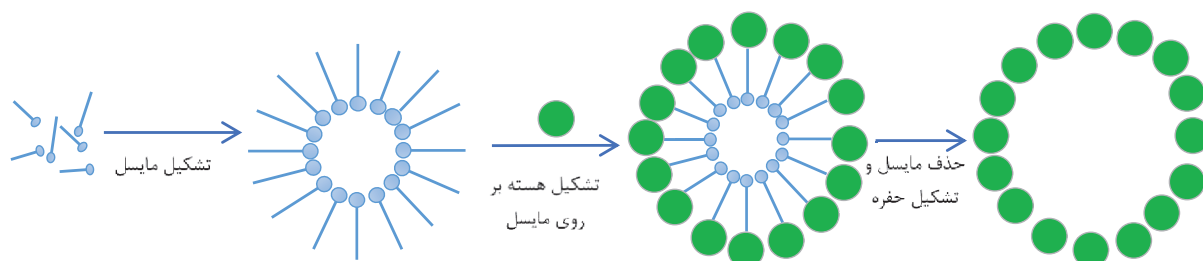 تشکیل مایسل
تشکیل هسته بر
روی مایسل
حذف مایسل و
تشکیل حفره